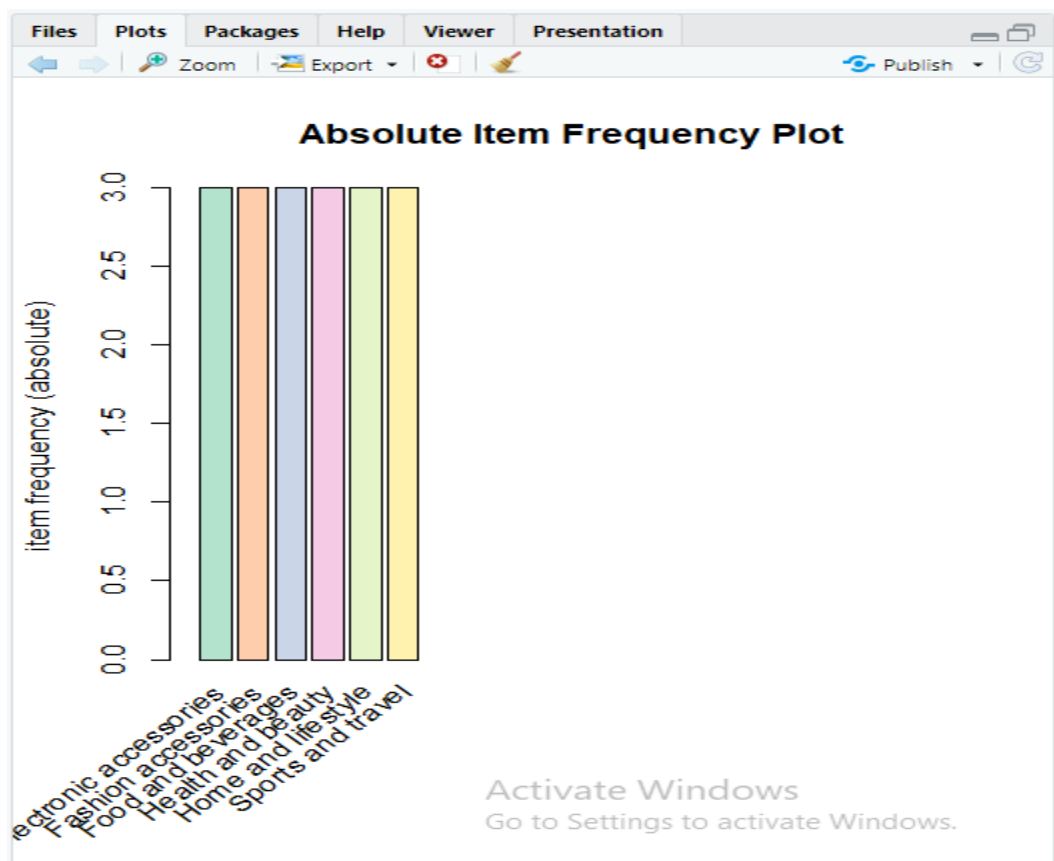 Files Plots Packages Help Viewer Presentation
Zoom Export Publish
Absolute Item Frequency Plot
item frequency (absolute)
3.0
2.5
2.0
1.5
1.0
0.5
0.0
ectronic accessories
Fashion accessories
Food and beverages
Health and beauty
Home and lifestyle
Sports and travel
Activate Windows
Go to Settings to activate Windows.